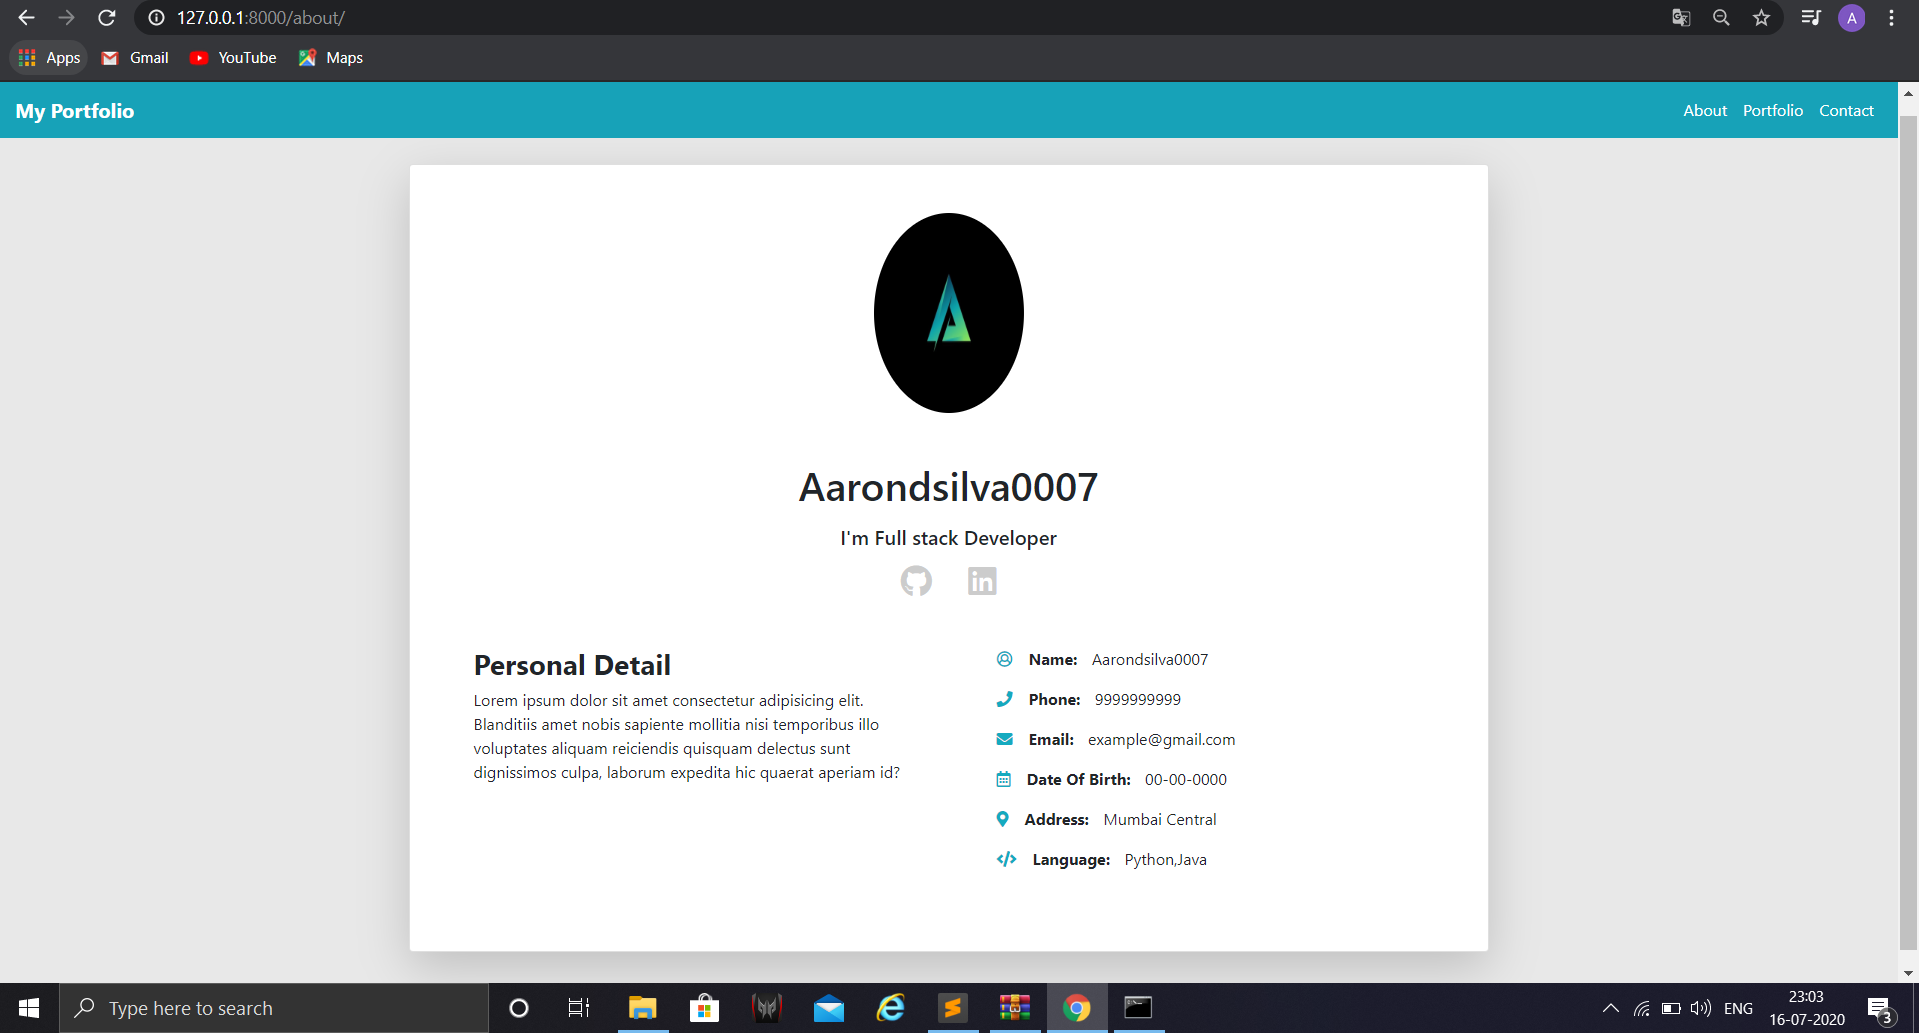 127.0.0.1:8000/about/
A
Apps Gmail YouTube Maps
My Portfolio About Portfolio Contact
Aarondsilva0007
I'm Full stack Developer
in
Personal Detail
Lorem ipsum dolor sit amet consectetur adipisicing elit.
Blanditiis amet nobis sapiente mollitia nisi temporibus illo
voluptates aliquam reiciendis quisquam delectus sunt
dignissimos culpa, laborum expedita hic quaerat aperiam id?
Name: Aarondsilva0007
Phone: 9999999999
Email: example@gmail.com
Date Of Birth: 00-00-0000
Address: Mumbai Central
Language: Python,Java
Type here to search
ENG
23:03
16-07-2020
3